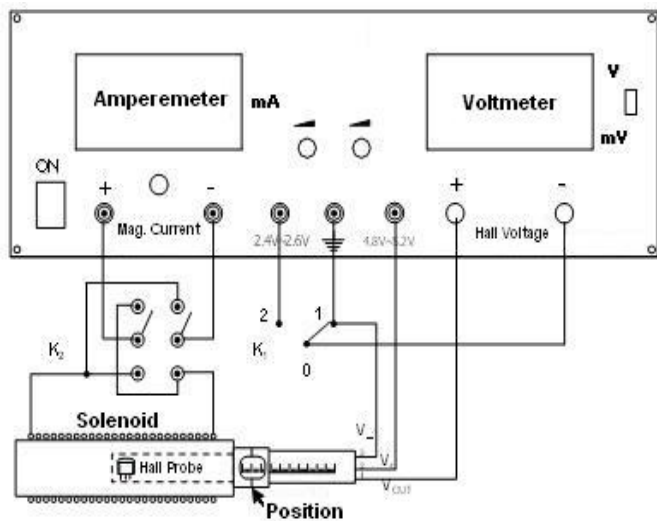 Amperemeter
mA
Voltmeter
V
mV
ON
+
-
+
-
Mag. Current
2.4V~2.6V
4.8V~5.2V
Hall Voltage
2
1
K₂
K₁
0
Solenoid
V_
V
V_OUT
Hall Probe
Position